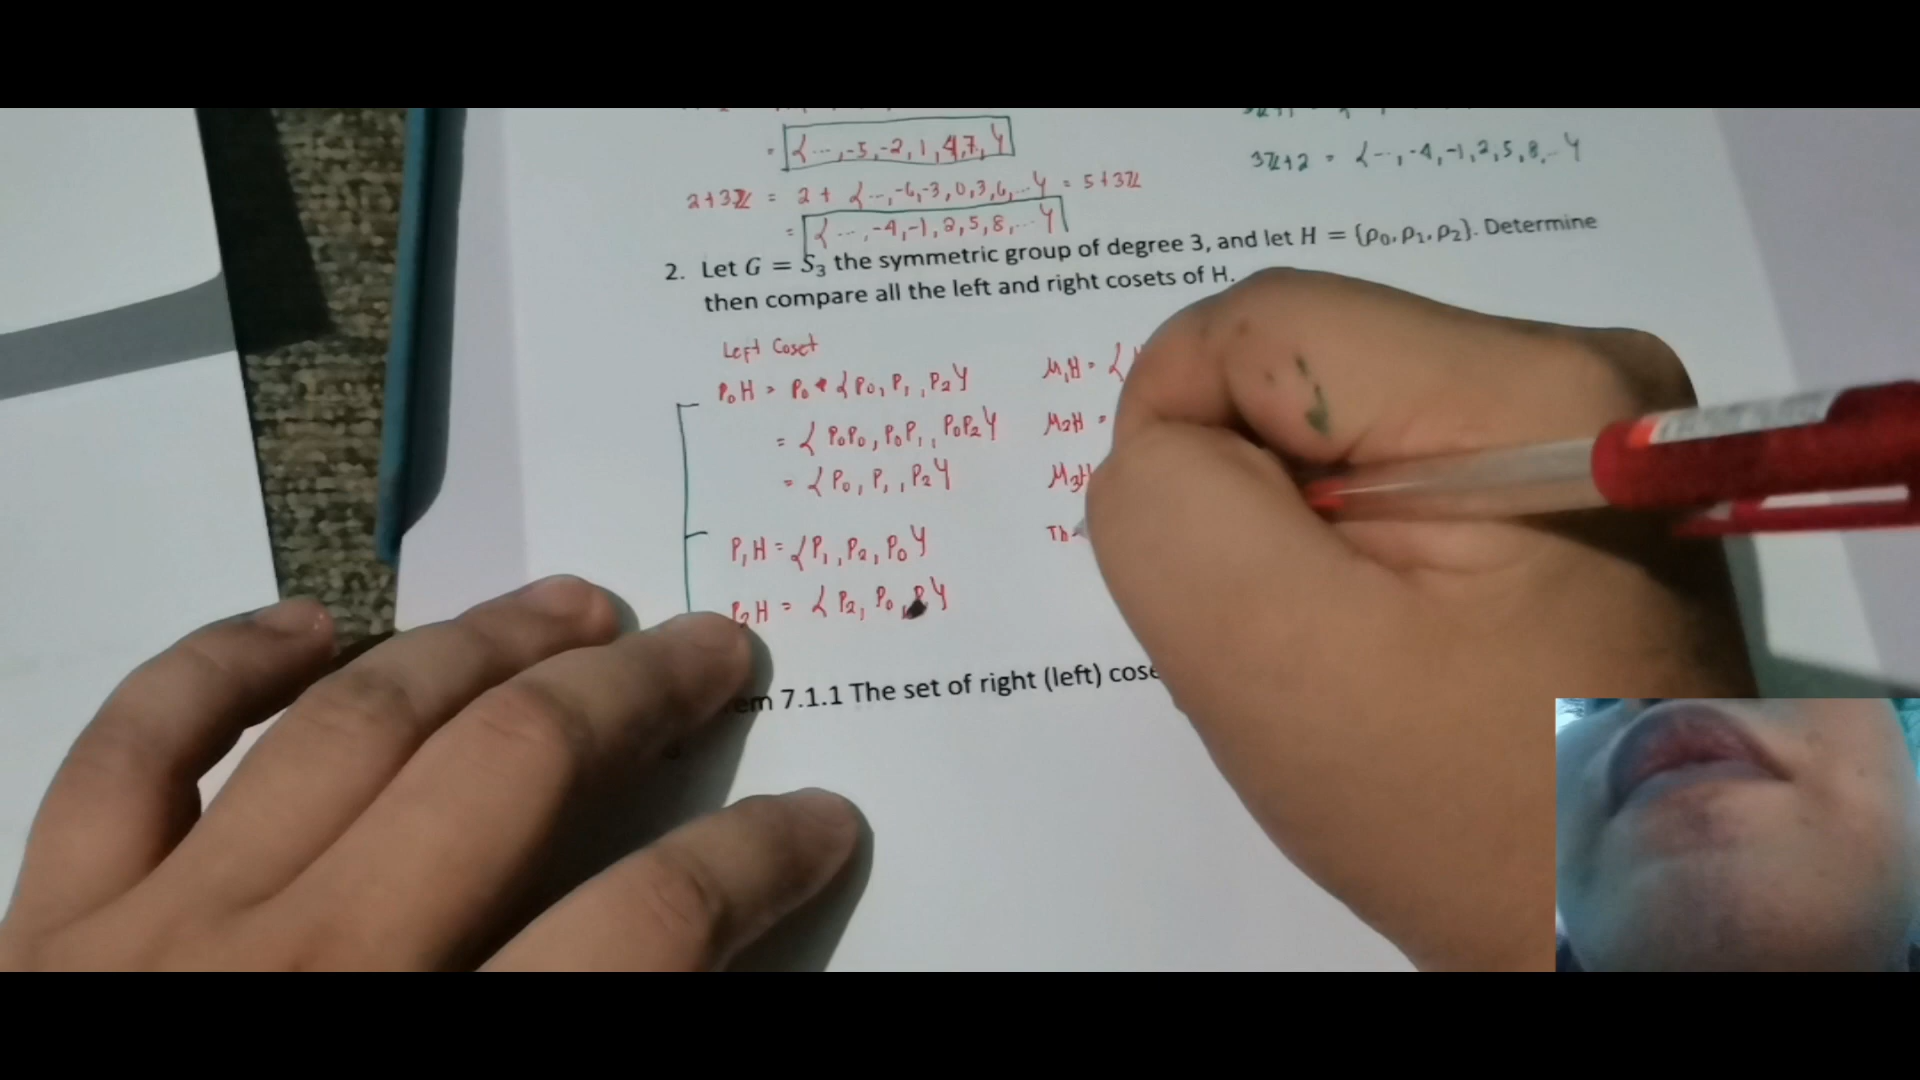 = {..., -5, -2, 1, 4, 7, }
3Z+2 = {..., -4, -1, 2, 5, 8, .. }
2+3Z = 2 + {..., -6, -3, 0, 3, 6, ... } = 5+3Z
= {..., -4, -1, 2, 5, 8, ... }
2. Let G = S₃ the symmetric group of degree 3, and let H = {ρ₀, ρ₁, ρ₂}. Determine
then compare all the left and right cosets of H.
Left Coset
ρ₀H = ρ₀ • {ρ₀, ρ₁, ρ₂}
= {ρ₀ρ₀, ρ₀ρ₁, ρ₀ρ₂}
= {ρ₀, ρ₁, ρ₂}
ρ₁H = {ρ₁, ρ₂, ρ₀}
ρ₂H = {ρ₂, ρ₀,
μ₁H = {
μ₂H =
μ₃H
Th
em 7.1.1 The set of right (left) cose